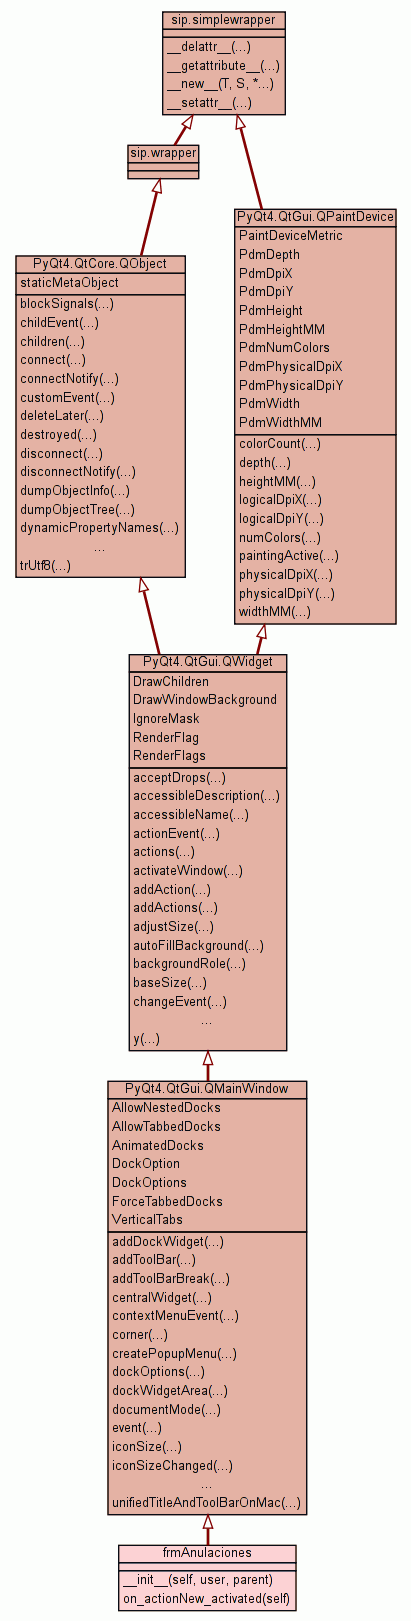 sip.simplewrapper
__delattr__(...)
__getattribute__(...)
__new__(T, S, *...)
__setattr__(...)
sip.wrapper
PyQt4.QtCore.QObject
staticMetaObject
blockSignals(...)
childEvent(...)
children(...)
connect(...)
connectNotify(...)
customEvent(...)
deleteLater(...)
destroyed(...)
disconnect(...)
disconnectNotify(...)
dumpObjectInfo(...)
dumpObjectTree(...)
dynamicPropertyNames(...)
...
trUtf8(...)
PyQt4.QtGui.QPaintDevice
PaintDeviceMetric
PdmDepth
PdmDpiX
PdmDpiY
PdmHeight
PdmHeightMM
PdmNumColors
PdmPhysicalDpiX
PdmPhysicalDpiY
PdmWidth
PdmWidthMM
colorCount(...)
depth(...)
heightMM(...)
logicalDpiX(...)
logicalDpiY(...)
numColors(...)
paintingActive(...)
physicalDpiX(...)
physicalDpiY(...)
widthMM(...)
PyQt4.QtGui.QWidget
DrawChildren
DrawWindowBackground
IgnoreMask
RenderFlag
RenderFlags
acceptDrops(...)
accessibleDescription(...)
accessibleName(...)
actionEvent(...)
actions(...)
activateWindow(...)
addAction(...)
addActions(...)
adjustSize(...)
autoFillBackground(...)
backgroundRole(...)
baseSize(...)
changeEvent(...)
...
y(...)
PyQt4.QtGui.QMainWindow
AllowNestedDocks
AllowTabbedDocks
AnimatedDocks
DockOption
DockOptions
ForceTabbedDocks
VerticalTabs
addDockWidget(...)
addToolBar(...)
addToolBarBreak(...)
centralWidget(...)
contextMenuEvent(...)
corner(...)
createPopupMenu(...)
dockOptions(...)
dockWidgetArea(...)
documentMode(...)
event(...)
iconSize(...)
iconSizeChanged(...)
...
unifiedTitleAndToolBarOnMac(...)
frmAnulaciones
__init__(self, user, parent)
on_actionNew_activated(self)